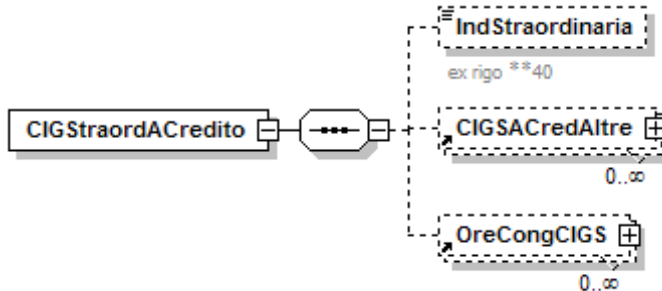 IndStraordinaria
ex rigo **40
CIGStraordACredito
CIGSACredAltre
0..∞
OreCongCIGS
0..∞